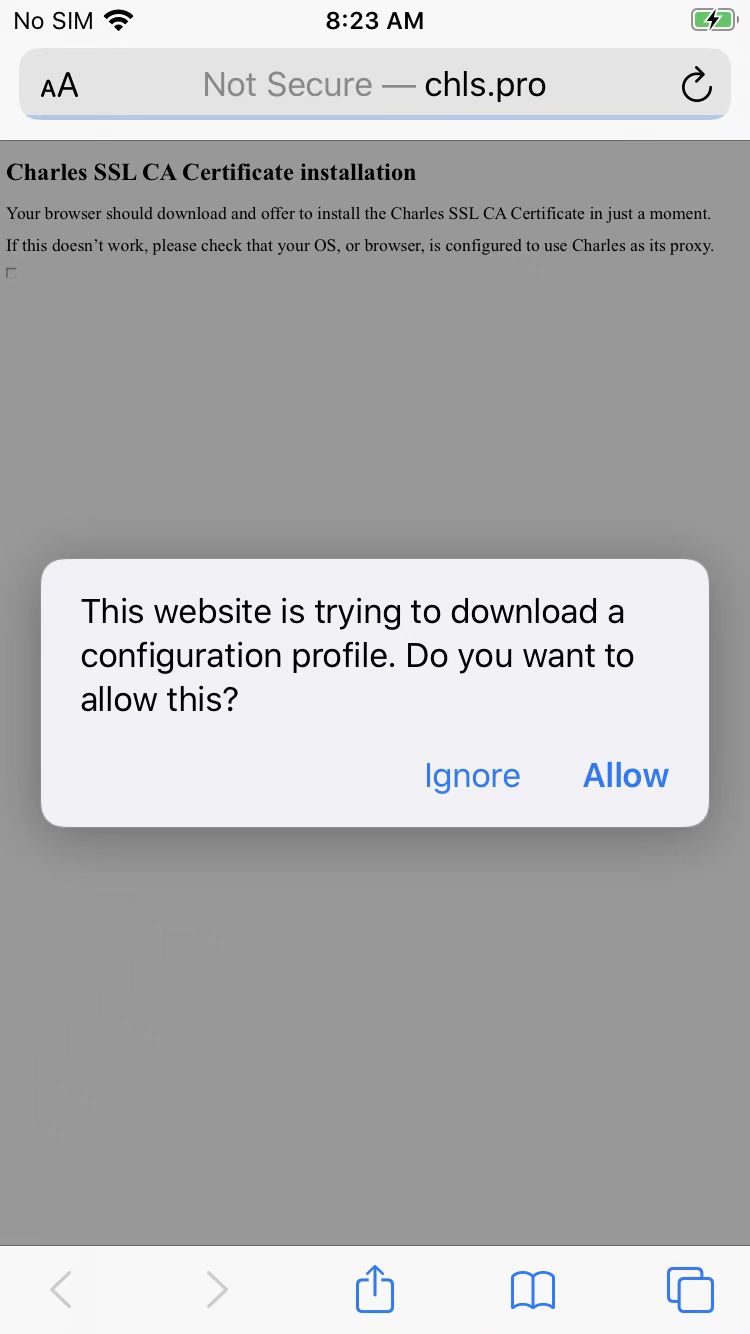 No SIM 8:23 AM
AA Not Secure — chls.pro
Charles SSL CA Certificate installation
Your browser should download and offer to install the Charles SSL CA Certificate in just a moment.
If this doesn’t work, please check that your OS, or browser, is configured to use Charles as its proxy.
This website is trying to download a
configuration profile. Do you want to
allow this?
Ignore Allow